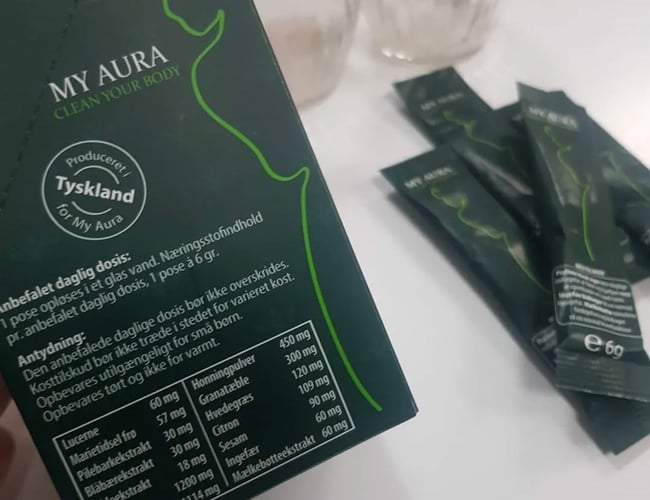 MY AURA
CLEAN YOUR BODY
Produceret i
Tyskland
for My Aura
Anbefalet daglig dosis:
1 pose opløses i et glas vand. Næringsstofindhold
pr. anbefalet daglig dosis, 1 pose à 6 gr.
Antydning:
Den anbefalede daglige dosis bør ikke overskrides.
Kosttilskud bør ikke træde i stedet for varieret kost.
Opbevares utilgængeligt for små børn.
Opbevares tørt og ikke for varmt.
Lucerne 60 mg
Marietidsel frø 57 mg
Pilebarkekstrakt 30 mg
Blåbærekstrakt 30 mg
18 mg
1200 mg
1114 mg
Honningpulver 450 mg
Granatæble 300 mg
Hvedegræs 120 mg
Citron 109 mg
Sesam 90 mg
Ingefær 60 mg
Mælkebøtteekstrakt 60 mg
MY AURA
MY AURA
e 6g